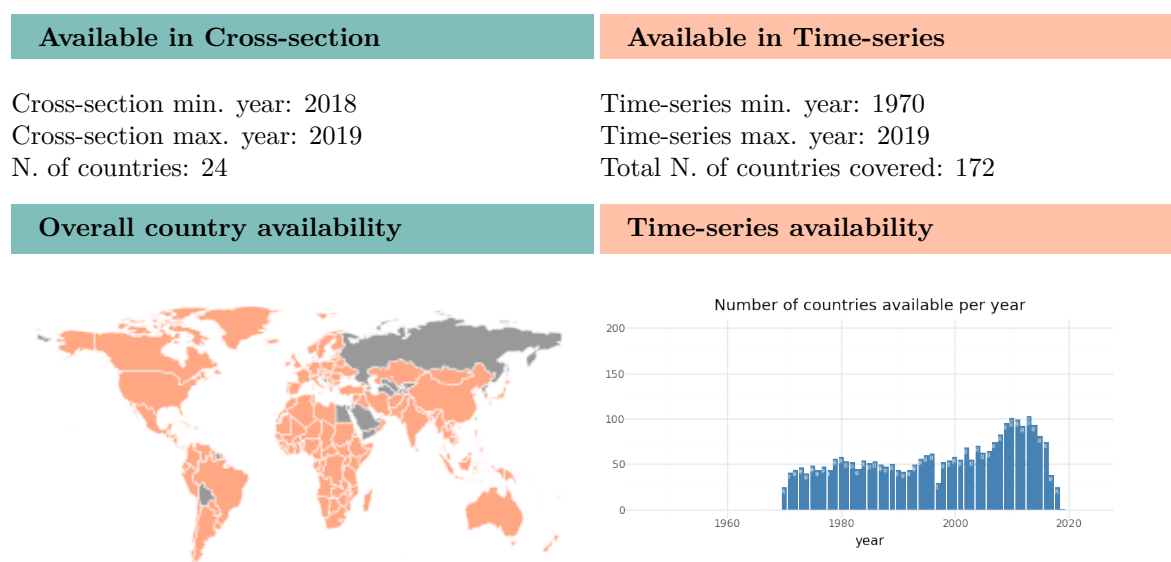 Available in Cross-section
Available in Time-series
Cross-section min. year: 2018
Cross-section max. year: 2019
N. of countries: 24
Time-series min. year: 1970
Time-series max. year: 2019
Total N. of countries covered: 172
Overall country availability
Time-series availability
Number of countries available per year
200
150
100
50
0
1960 1980 2000 2020
year